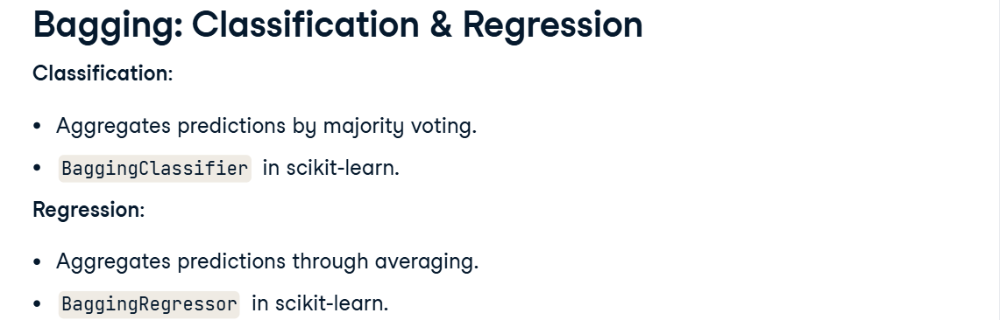 Bagging: Classification & Regression
Classification:
• Aggregates predictions by majority voting.
• BaggingClassifier in scikit-learn.
Regression:
• Aggregates predictions through averaging.
• BaggingRegressor in scikit-learn.